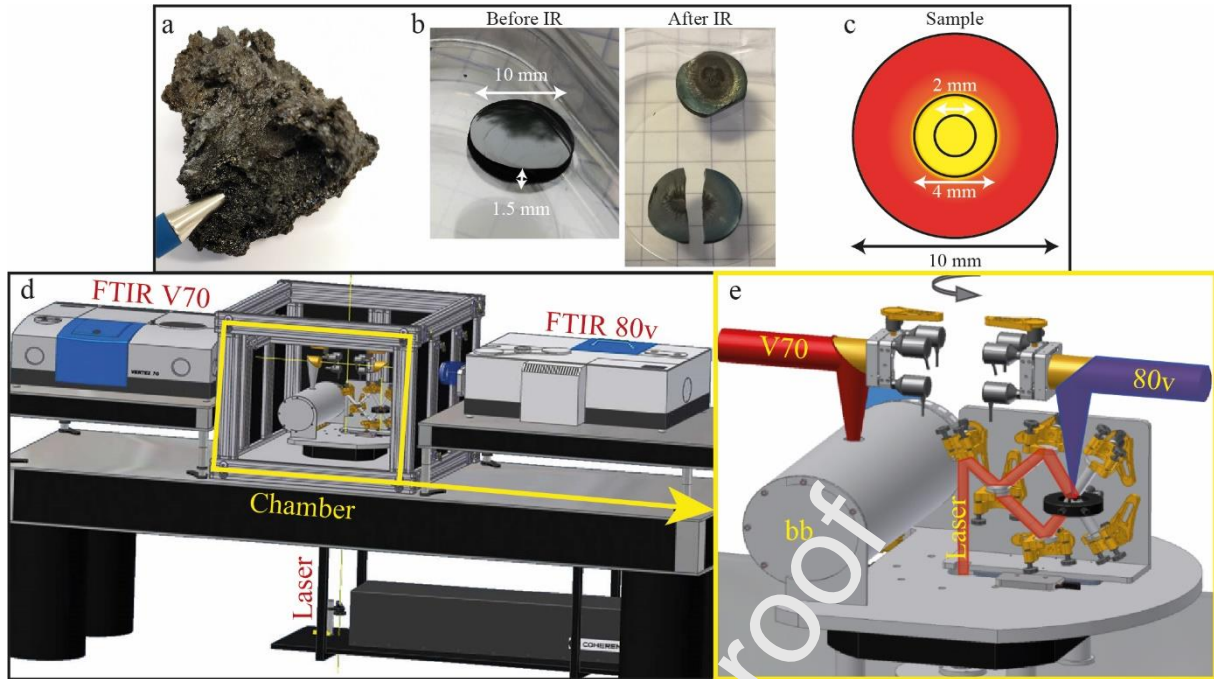 a
b
Before IR
10 mm
1.5 mm
After IR
c
Sample
2 mm
4 mm
10 mm
d
FTIR V70
VERTEX 70
FTIR 80v
Chamber
Laser
COHEREN
e
V70
80v
bb
Laser
roof